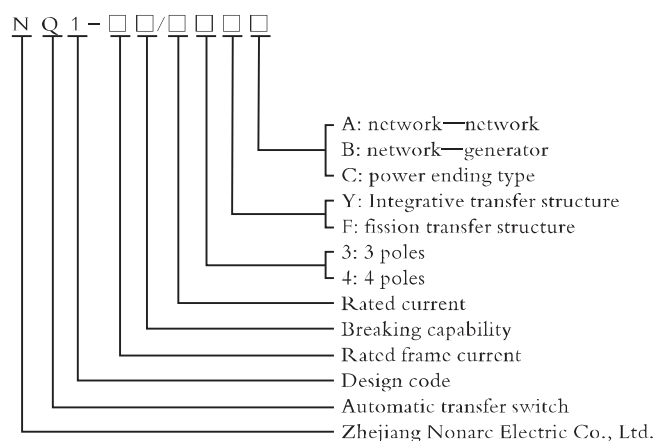 NQ1-□□/□□□□
A: network—network
B: network—generator
C: power ending type
Y: Integrative transfer structure
F: fission transfer structure
3: 3 poles
4: 4 poles
Rated current
Breaking capability
Rated frame current
Design code
Automatic transfer switch
Zhejiang Nonarc Electric Co., Ltd.